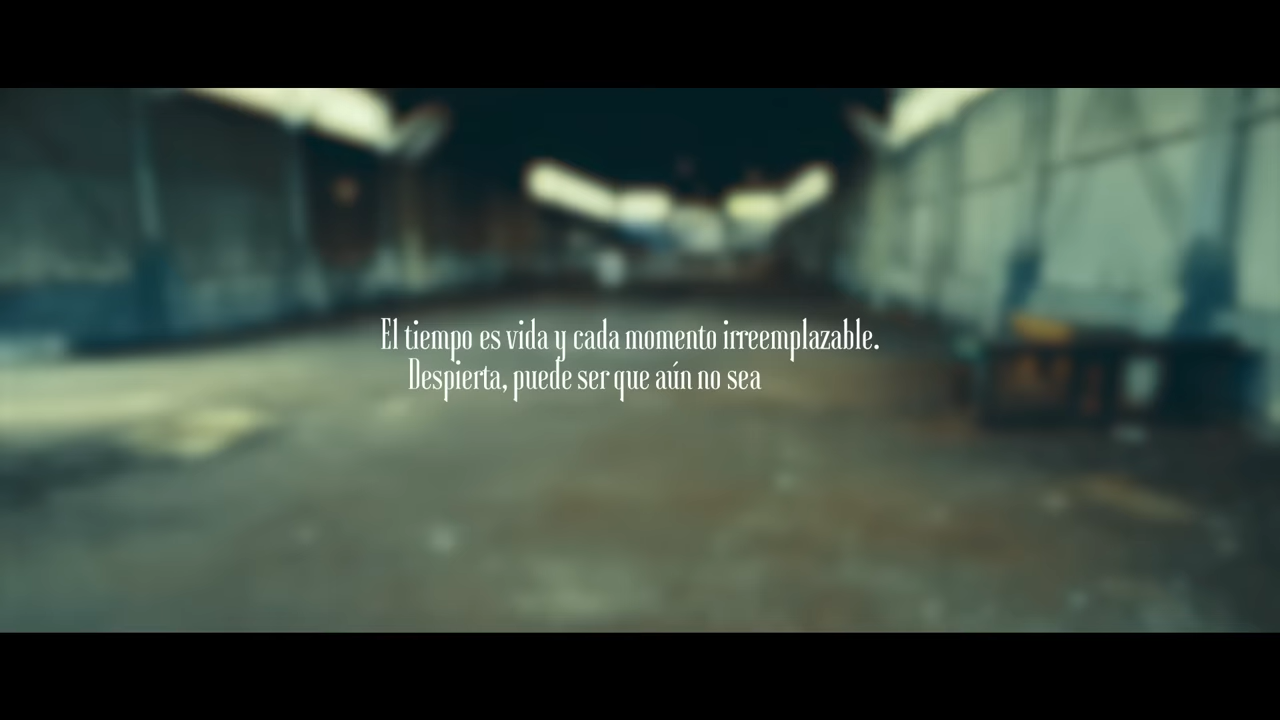 El tiempo es vida y cada momento irreemplazable.
Despierta, puede ser que aún no sea